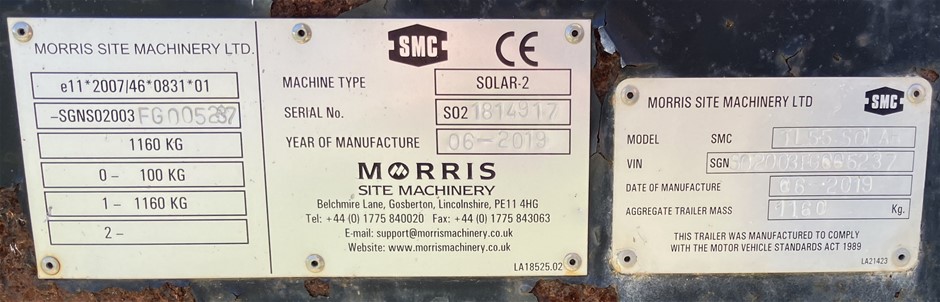 MORRIS SITE MACHINERY LTD.
e11*2007/46*0831*01
1160 KG
0 – 100 KG
1 – 1160 KG
2 –
SMC CE
MACHINE TYPE SOLAR-2
SERIAL No. S02 1814917
YEAR OF MANUFACTURE 06-2019
MORRIS
SITE MACHINERY
Belchmire Lane, Gosberton, Lincolnshire, PE11 4HG
Tel: +44 (0) 1775 840020 Fax: +44 (0) 1775 843063
E-mail: support@morrismachinery.co.uk
Website: www.morrismachinery.co.uk
LA18525.02
MORRIS SITE MACHINERY LTD SMC
MODEL SMC
VIN
DATE OF MANUFACTURE 06-2019
AGGREGATE TRAILER MASS 1160 Kg.
THIS TRAILER WAS MANUFACTURED TO COMPLY
WITH THE MOTOR VEHICLE STANDARDS ACT 1989
LA21423